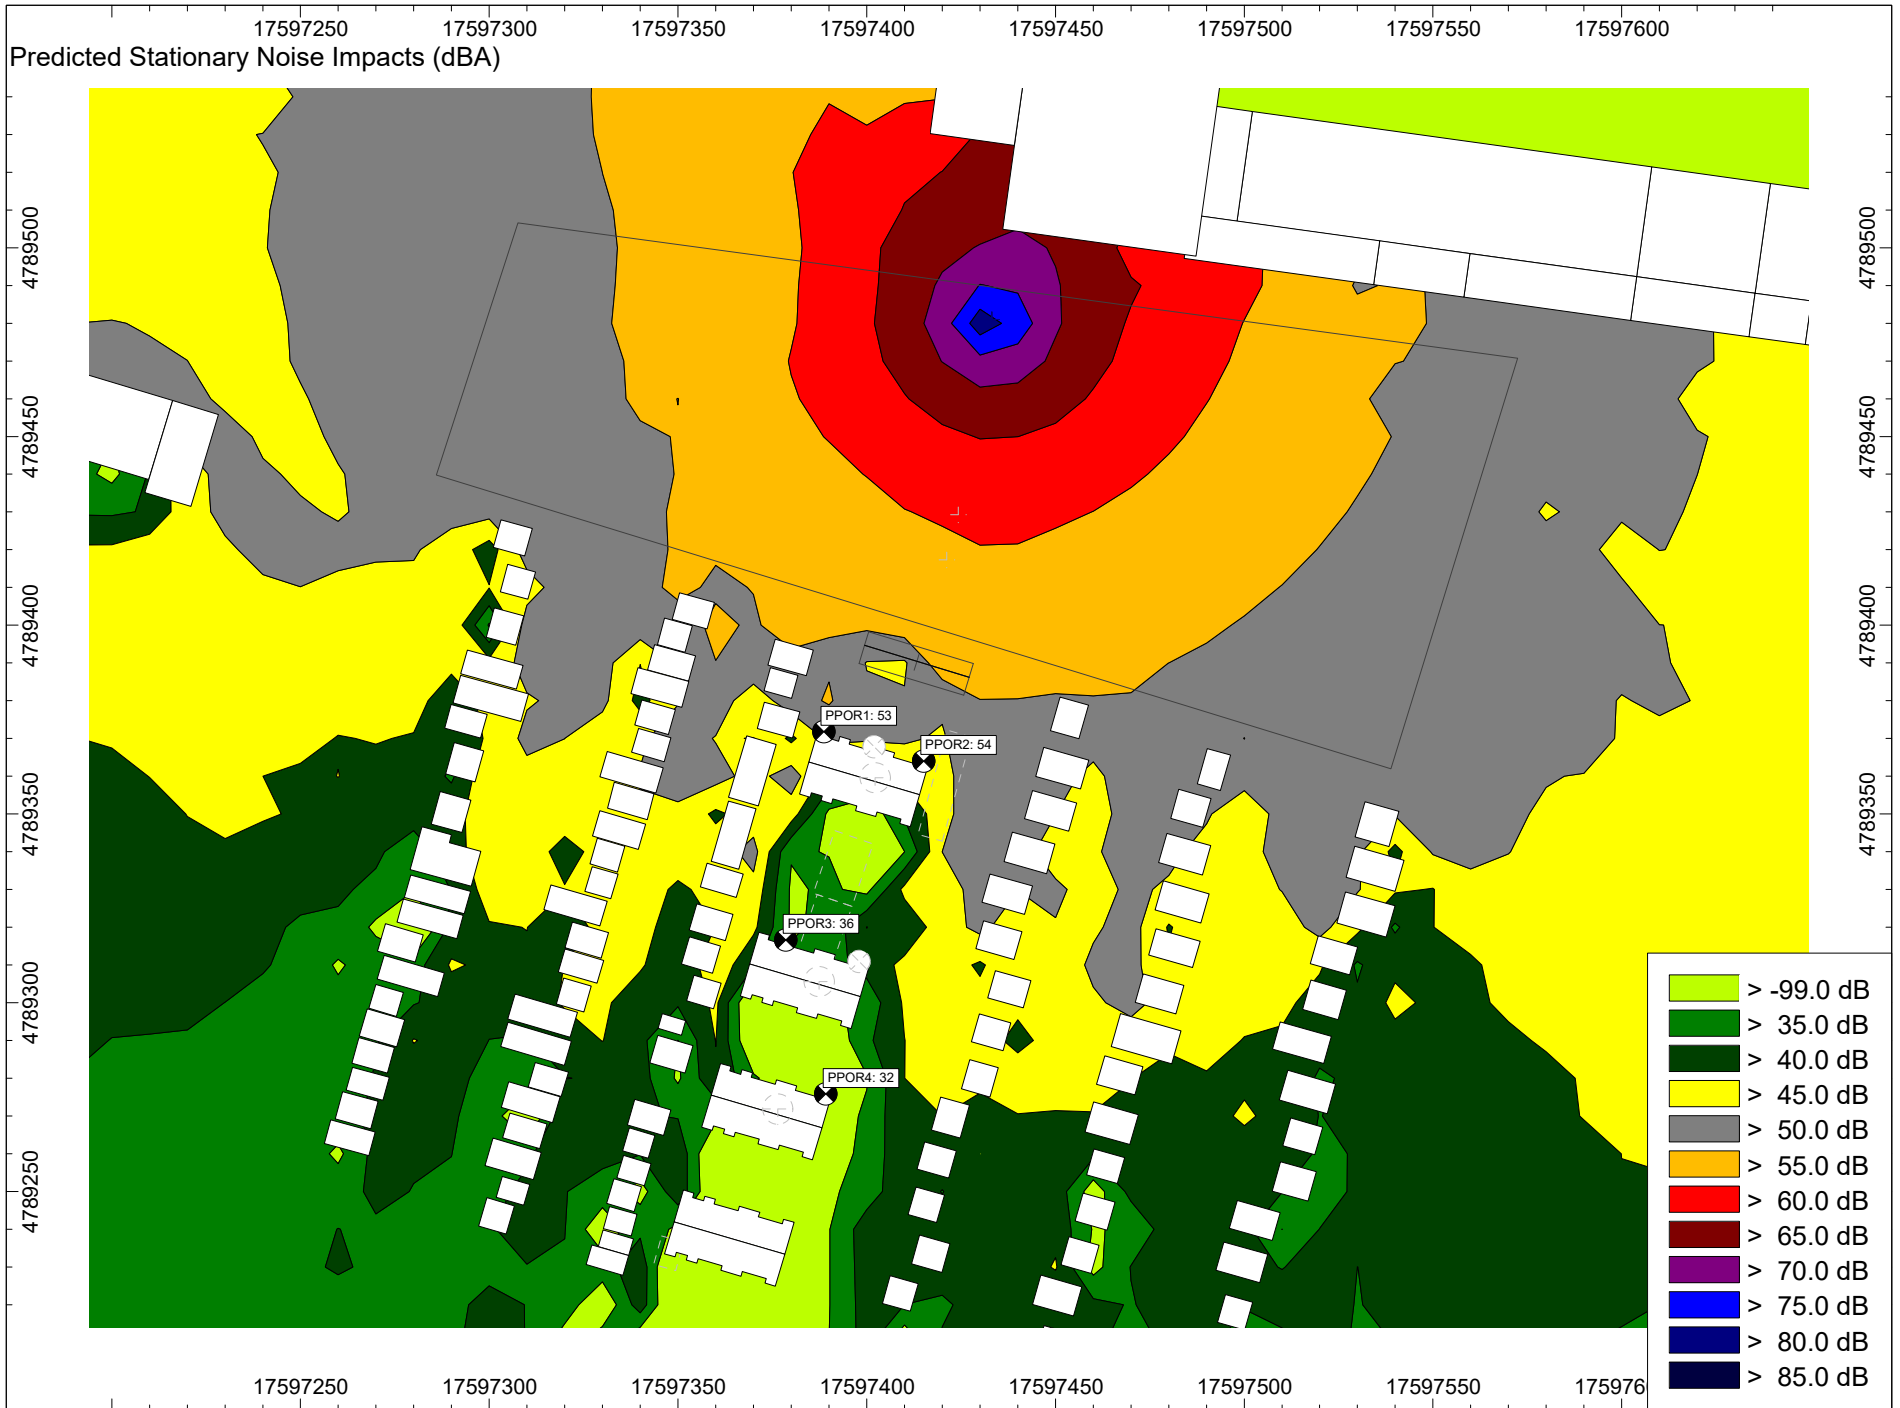 17597250 17597300 17597350 17597400 17597450 17597500 17597550 17597600
Predicted Stationary Noise Impacts (dBA)
4789500 4789500
4789450 4789450
4789400 4789400
PPOR1: 53
PPOR2: 54
4789350 4789350
PPOR3: 36
4789300 4789300
PPOR4: 32
4789250
> -99.0 dB
> 35.0 dB
> 40.0 dB
> 45.0 dB
> 50.0 dB
> 55.0 dB
> 60.0 dB
> 65.0 dB
> 70.0 dB
> 75.0 dB
> 80.0 dB
> 85.0 dB
17597250 17597300 17597350 17597400 17597450 17597500 17597550